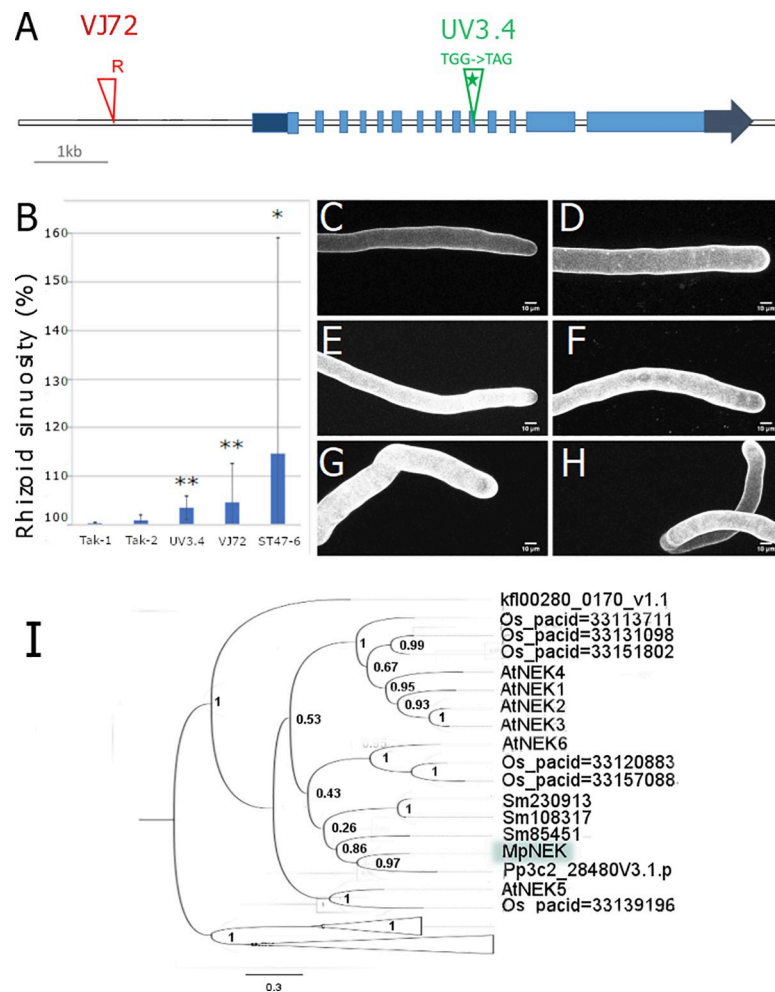 A
VJ72
R
UV3.4
TGG->TAG
1kb
B
Rhizoid sinuosity (%)
160
150
140
130
120
110
100
**
**
*
Tak-1 Tak-2 UV3.4 VJ72 ST47-6
C
10 µm
D
10 µm
E
10 µm
F
10 µm
G
10 µm
H
10 µm
I
kfl00280_0170_v1.1
Os_pacid=33113711
Os_pacid=33131098
Os_pacid=33151802
AtNEK4
AtNEK1
AtNEK2
AtNEK3
AtNEK6
Os_pacid=33120883
Os_pacid=33157088
Sm230913
Sm108317
Sm85451
MpNEK
Pp3c2_28480V3.1.p
AtNEK5
Os_pacid=33139196
1
0.99
0.67
0.95
0.93
1
1
0.53
1
1
0.43
1
0.26
0.86
0.97
1
1
1
0.3